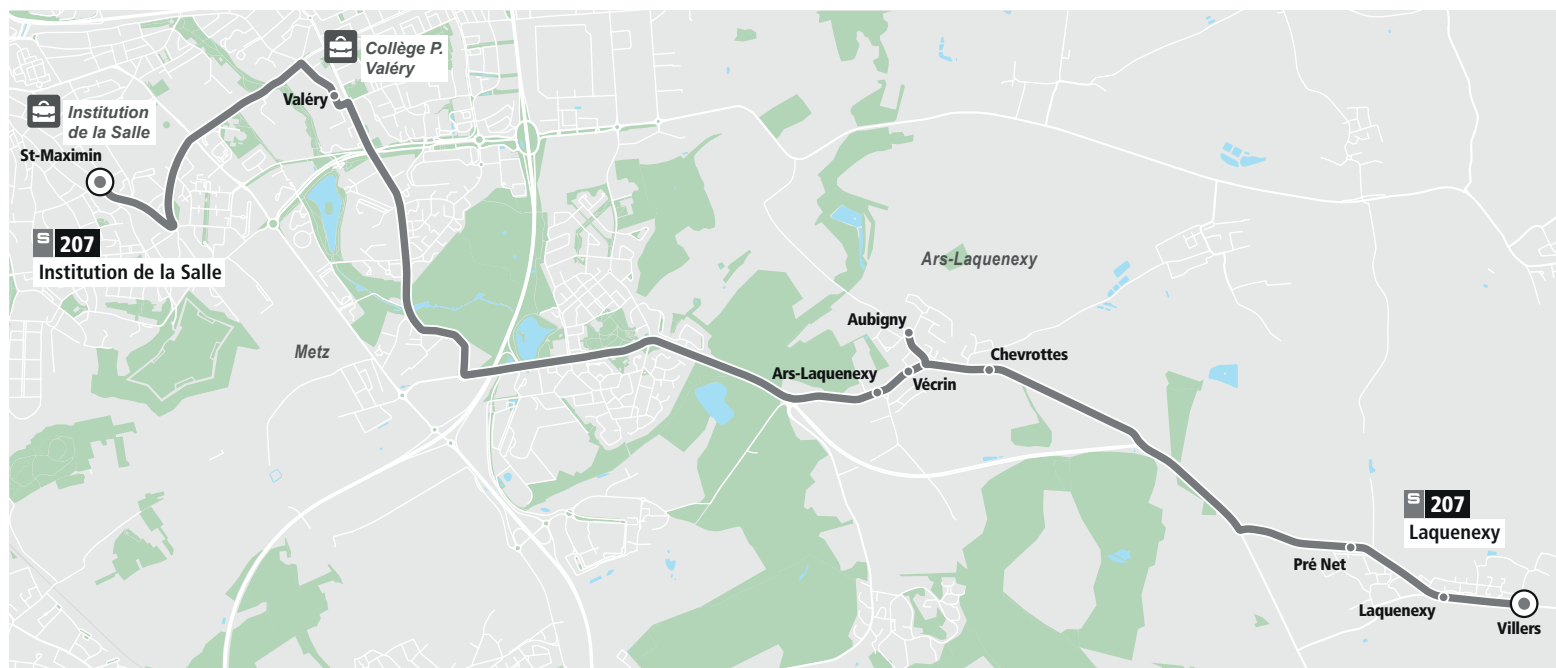 Collège P.
Valéry
Valéry
Institution
de la Salle
St-Maximin
S 207
Institution de la Salle
Metz
Ars-Laquenexy
Aubigny
Chevrottes
Ars-Laquenexy
Vécrin
S 207
Laquenexy
Pré Net
Laquenexy
Villers